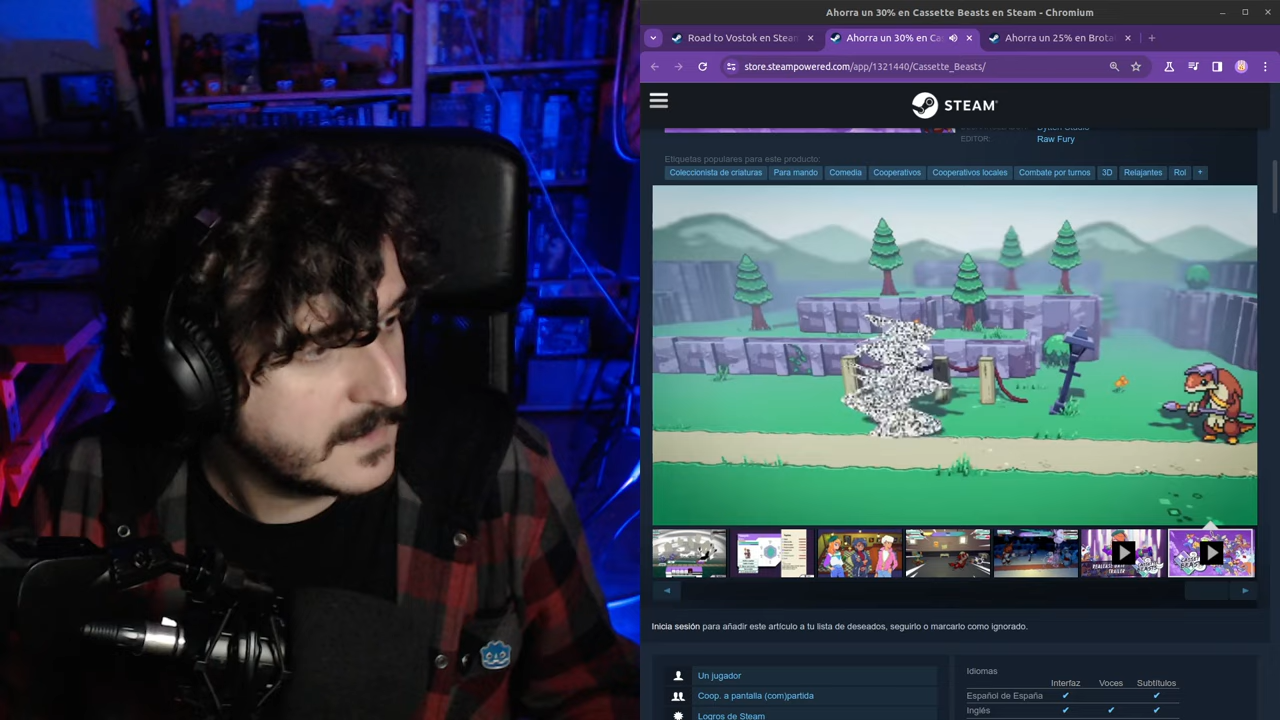 Ahorra un 30% en Cassette Beasts en Steam - Chromium
Road to Vostok en Steam
Ahorra un 30% en Ca
Ahorra un 25% en Brota
store.steampowered.com/app/1321440/Cassette_Beasts/
STEAM
Bytten Studio
EDITOR:
Raw Fury
Etiquetas populares para este producto:
Coleccionista de criaturas
Para mando
Comedia
Cooperativos
Cooperativos locales
Combate por turnos
3D
Relajantes
Rol
+
Inicia sesión para añadir este artículo a tu lista de deseados, seguirlo o marcarlo como ignorado.
Un jugador
Coop. a pantalla (com)partida
Logros de Steam
Idiomas
Interfaz Voces Subtítulos
Español de España ✔ ✔
Inglés ✔ ✔ ✔